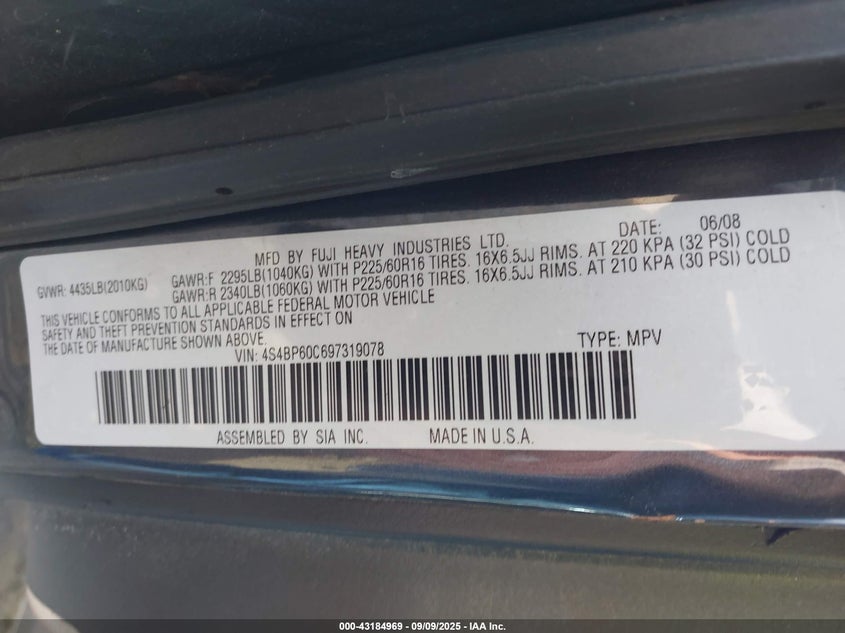 MFD BY FUJI HEAVY INDUSTRIES LTD. DATE: 06/08
GVWR: 4435LB(2010KG) GAWR:F 2295LB(1040KG) WITH P225/60R16 TIRES. 16X6.5JJ RIMS. AT 220 KPA (32 PSI) COLD
GAWR:R 2340LB(1060KG) WITH P225/60R16 TIRES. 16X6.5JJ RIMS. AT 210 KPA (30 PSI) COLD
THIS VEHICLE CONFORMS TO ALL APPLICABLE FEDERAL MOTOR VEHICLE
SAFETY AND THEFT PREVENTION STANDARDS IN EFFECT ON
THE DATE OF MANUFACTURE SHOWN ABOVE.
VIN: 4S4BP60C697319078 TYPE: MPV
ASSEMBLED BY SIA INC. MADE IN U.S.A.
000-43184969 | 09/09/2025 - IAA Inc.